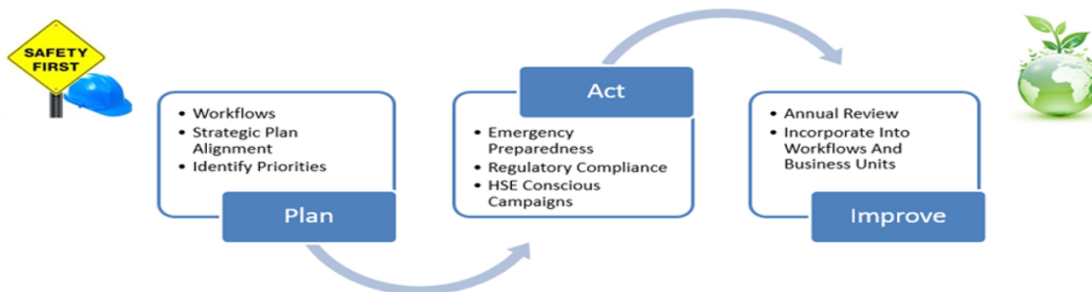 SAFETY
FIRST
• Workflows
• Strategic Plan
Alignment
• Identify Priorities
Plan
Act
• Emergency
Preparedness
• Regulatory Compliance
• HSE Conscious
Campaigns
• Annual Review
• Incorporate Into
Workflows And
Business Units
Improve